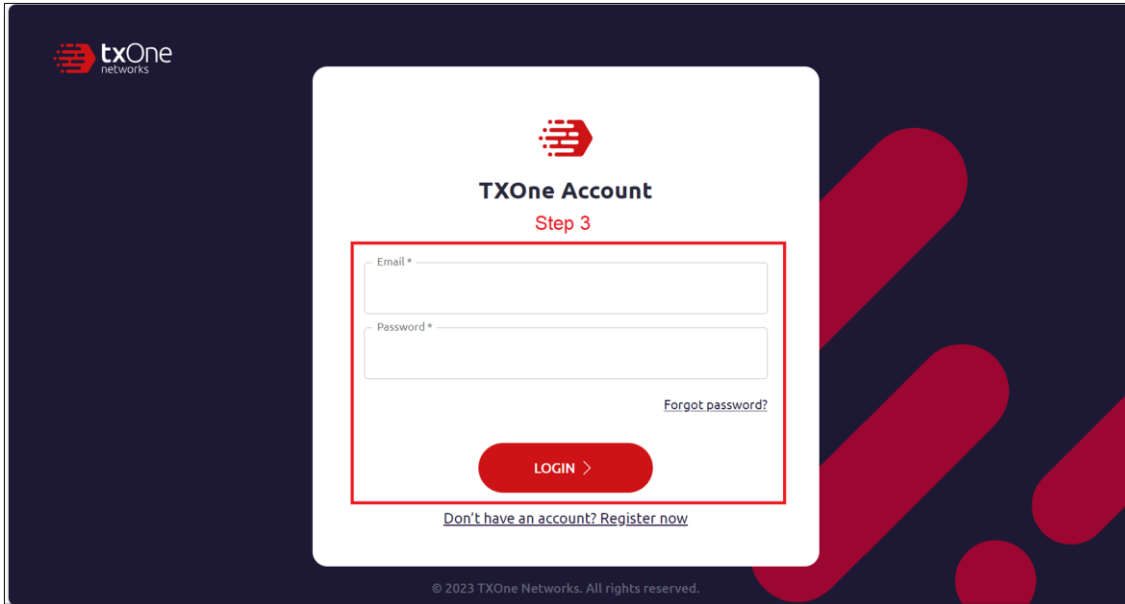 txOne
networks
TXOne Account
Step 3
Email *
Password *
Forgot password?
LOGIN >
Don't have an account? Register now
© 2023 TXOne Networks. All rights reserved.